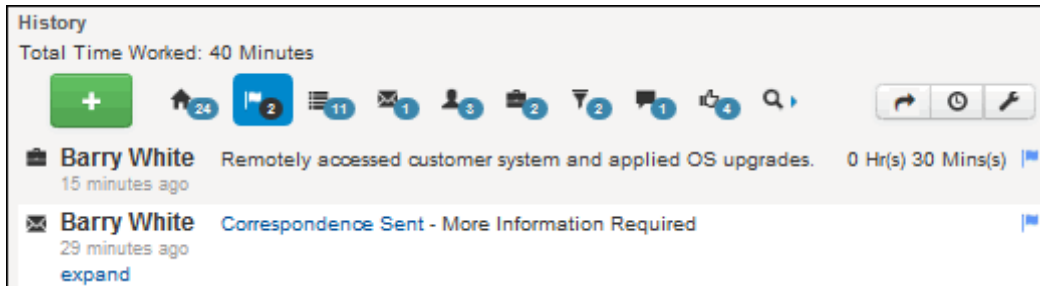 History
Total Time Worked: 40 Minutes
+ 24 2 11 1 3 2 2 1 4
Barry White Remotely accessed customer system and applied OS upgrades. 0 Hr(s) 30 Mins(s)
15 minutes ago
Barry White Correspondence Sent - More Information Required
29 minutes ago
expand